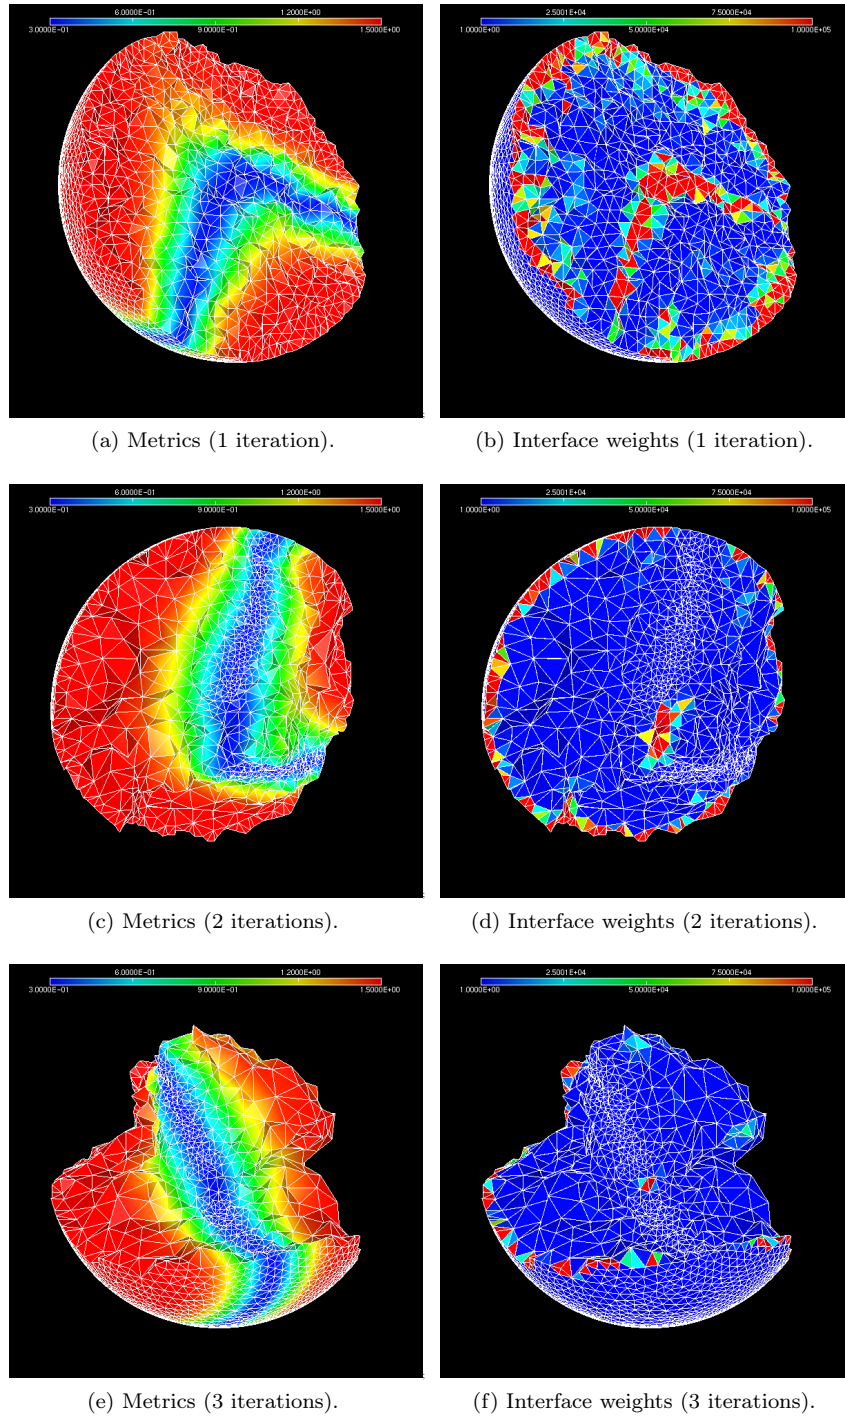 6.0000E-01 1.2000E+00
3.0000E-01 9.0000E-01 1.5000E+00
2.5001E+04 7.5000E+04
1.0000E+00 5.0000E+04 1.0000E+05
(a) Metrics (1 iteration).
(b) Interface weights (1 iteration).
6.0000E-01 1.2000E+00
3.0000E-01 9.0000E-01 1.5000E+00
2.5001E+04 7.5000E+04
1.0000E+00 5.0000E+04 1.0000E+05
(c) Metrics (2 iterations).
(d) Interface weights (2 iterations).
6.0000E-01 1.2000E+00
3.0000E-01 9.0000E-01 1.5000E+00
2.5001E+04 7.5000E+04
1.0000E+00 5.0000E+04 1.0000E+05
(e) Metrics (3 iterations).
(f) Interface weights (3 iterations).